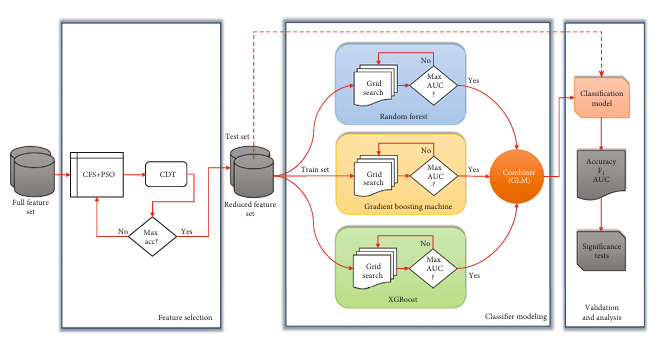 Full feature
set
CFS+PSO
CDT
No
Max
acc?
Yes
Feature selection
Test set
Reduced feature
set
Train set
Grid
search
No
Max
AUC
?
Yes
Random forest
Grid
search
No
Max
AUC
?
Yes
Gradient boosting machine
Grid
search
No
Max
AUC
?
Yes
XGBoost
Combiner
(GLM)
Classifier modeling
Classification
model
Accuracy
F1
AUC
Significance
tests
Validation
and analysis